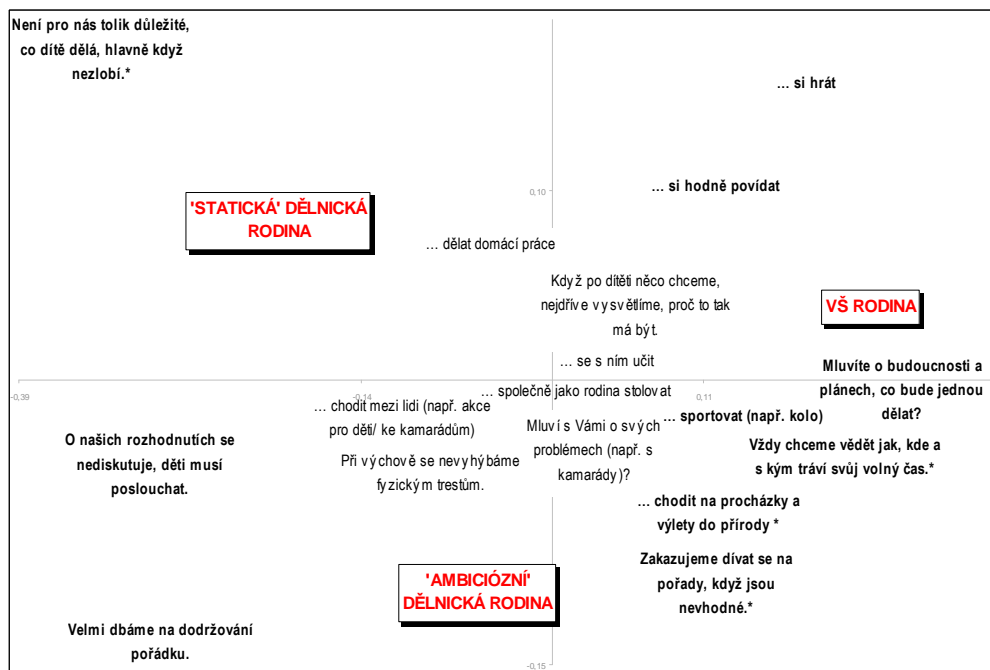 Není pro nás tolik důležité,
co dítě dělá, hlavně když
nezlobí.*
… si hrát
… si hodně povídat
0,10
'STATICKÁ' DĚLNICKÁ
RODINA
… dělat domácí práce
Když po dítěti něco chceme,
nejdříve vysvětlíme, proč to tak
má být.
VŠ RODINA
… se s ním učit
Mluvíte o budoucnosti a
plánech, co bude jednou
dělat?
-0,39
-0,14
0,11
… společně jako rodina stolovat
… chodit mezi lidi (např. akce
pro děti/ ke kamarádům)
… sportovat (např. kolo)
Mluví s Vámi o svých
problémech (např. s
kamarády)?
O našich rozhodnutích se
nediskutuje, děti musí
poslouchat.
Vždy chceme vědět jak, kde a
s kým tráví svůj volný čas.*
Při výchově se nevyhýbáme
fyzickým trestům.
… chodit na procházky a
výlety do přírody *
Zakazujeme dívat se na
pořady, když jsou
nevhodné.*
'AMBICIÓZNÍ'
DĚLNICKÁ RODINA
Velmi dbáme na dodržování
pořádku.
-0,15